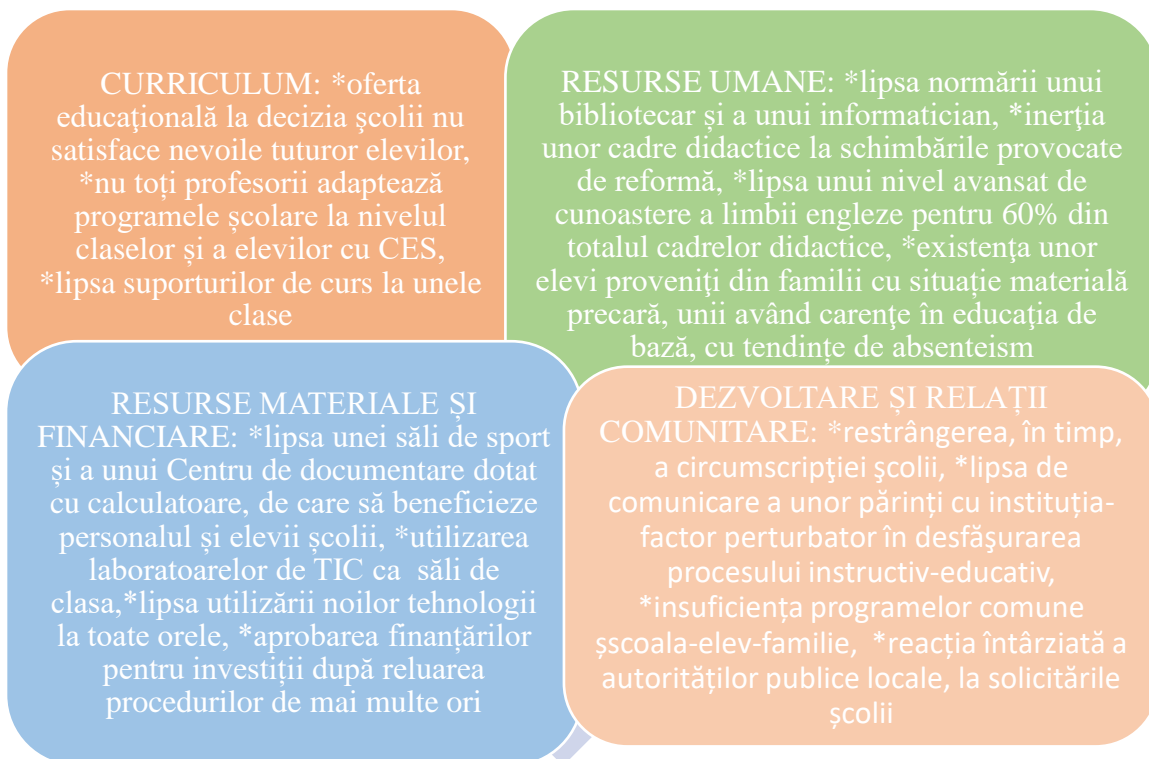 CURRICULUM: *oferta
educaţională la decizia şcolii nu
satisface nevoile tuturor elevilor,
*nu toți profesorii adaptează
programele școlare la nivelul
claselor și a elevilor cu CES,
*lipsa suporturilor de curs la unele
clase
RESURSE UMANE: *lipsa normării unui
bibliotecar și a unui informatician, *inerţia
unor cadre didactice la schimbările provocate
de reformă, *lipsa unui nivel avansat de
cunoastere a limbii engleze pentru 60% din
totalul cadrelor didactice, *existenţa unor
elevi proveniţi din familii cu situație materială
precară, unii având carenţe în educaţia de
bază, cu tendințe de absenteism
RESURSE MATERIALE ȘI
FINANCIARE: *lipsa unei săli de sport
și a unui Centru de documentare dotat
cu calculatoare, de care să beneficieze
personalul și elevii școlii, *utilizarea
laboratoarelor de TIC ca săli de
clasa,*lipsa utilizării noilor tehnologii
la toate orele, *aprobarea finanțărilor
pentru investiții după reluarea
procedurilor de mai multe ori
DEZVOLTARE ȘI RELAȚII
COMUNITARE: *restrângerea, în timp,
a circumscripţiei şcolii, *lipsa de
comunicare a unor părinți cu instituția-
factor perturbator în desfăşurarea
procesului instructiv-educativ,
*insuficiența programelor comune
șscoala-elev-familie, *reacția întârziată a
autorităților publice locale, la solicitările
școlii